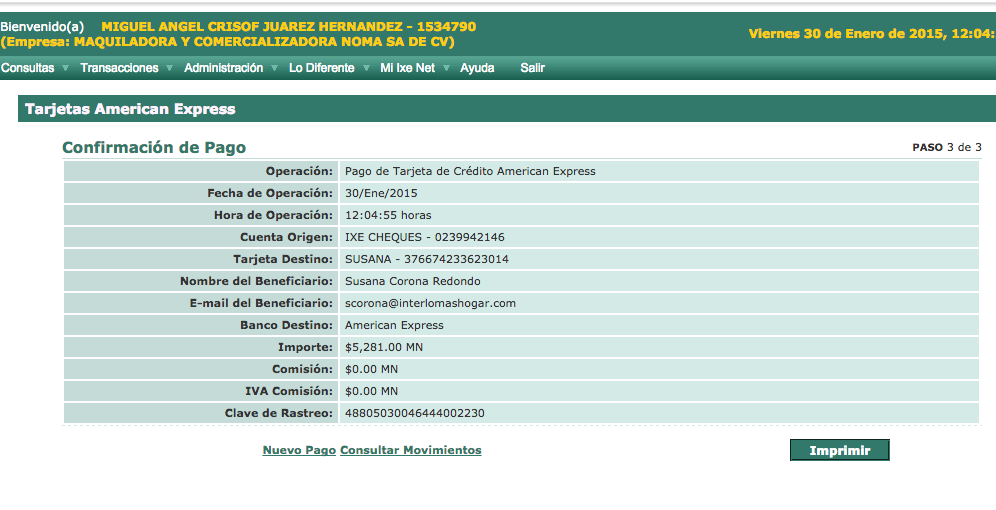 Bienvenido(a) MIGUEL ANGEL CRISOF JUAREZ HERNANDEZ - 1534790
(Empresa: MAQUILADORA Y COMERCIALIZADORA NOMA SA DE CV)
Viernes 30 de Enero de 2015, 12:04:
Consultas Transacciones Administración Lo Diferente Mi Ixe Net Ayuda Salir
Tarjetas American Express
Confirmación de Pago PASO 3 de 3
Operación: Pago de Tarjeta de Crédito American Express
Fecha de Operación: 30/Ene/2015
Hora de Operación: 12:04:55 horas
Cuenta Origen: IXE CHEQUES - 0239942146
Tarjeta Destino: SUSANA - 376674233623014
Nombre del Beneficiario: Susana Corona Redondo
E-mail del Beneficiario: scorona@interlomashogar.com
Banco Destino: American Express
Importe: $5,281.00 MN
Comisión: $0.00 MN
IVA Comisión: $0.00 MN
Clave de Rastreo: 48805030046444002230
Nuevo Pago Consultar Movimientos Imprimir